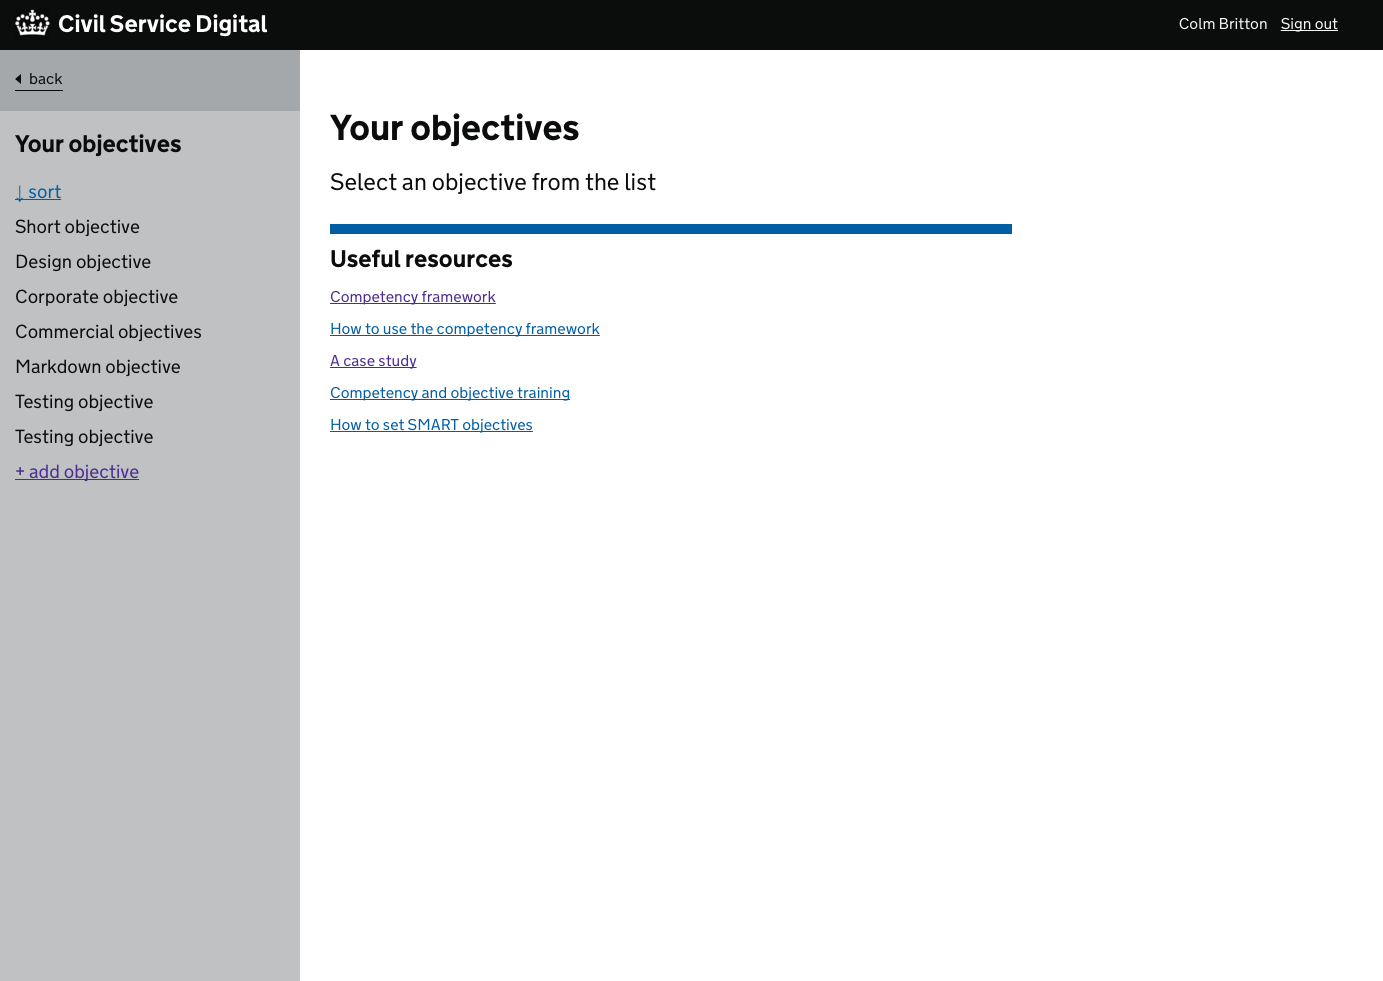 Civil Service Digital
Colm Britton Sign out
back
Your objectives
↓ sort
Short objective
Design objective
Corporate objective
Commercial objectives
Markdown objective
Testing objective
Testing objective
+ add objective
Your objectives
Select an objective from the list
Useful resources
Competency framework
How to use the competency framework
A case study
Competency and objective training
How to set SMART objectives